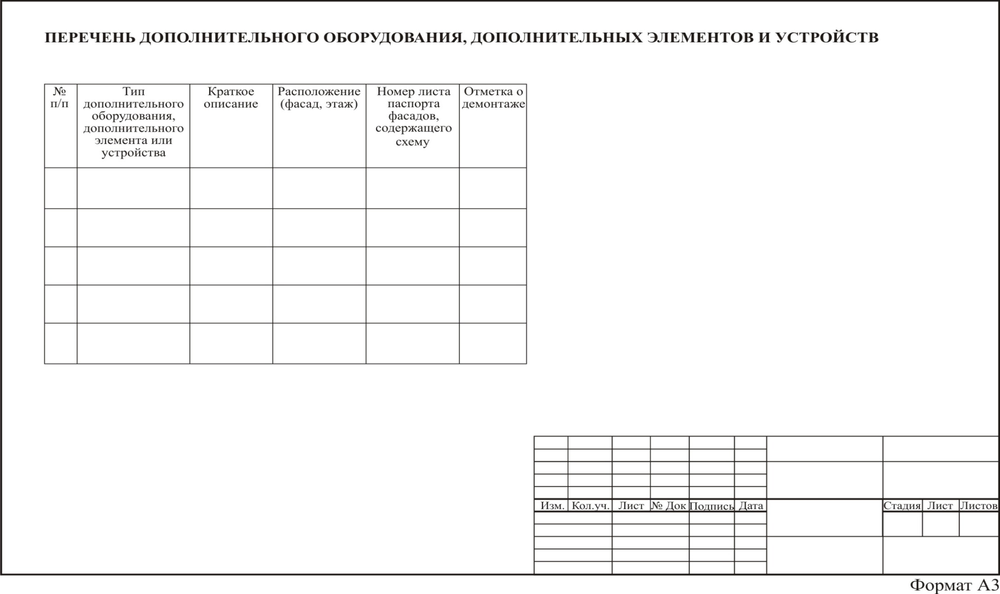 ПЕРЕЧЕНЬ ДОПОЛНИТЕЛЬНОГО ОБОРУДОВАНИЯ, ДОПОЛНИТЕЛЬНЫХ ЭЛЕМЕНТОВ И УСТРОЙСТВ
№
п/п
Тип
дополнительного
оборудования,
дополнительного
элемента или
устройства
Краткое
описание
Расположение
(фасад, этаж)
Номер листа
паспорта
фасадов,
содержащего
схему
Отметка о
демонтаже
Изм. Кол.уч. Лист № Док Подпись Дата Стадия Лист Листов
Формат А3